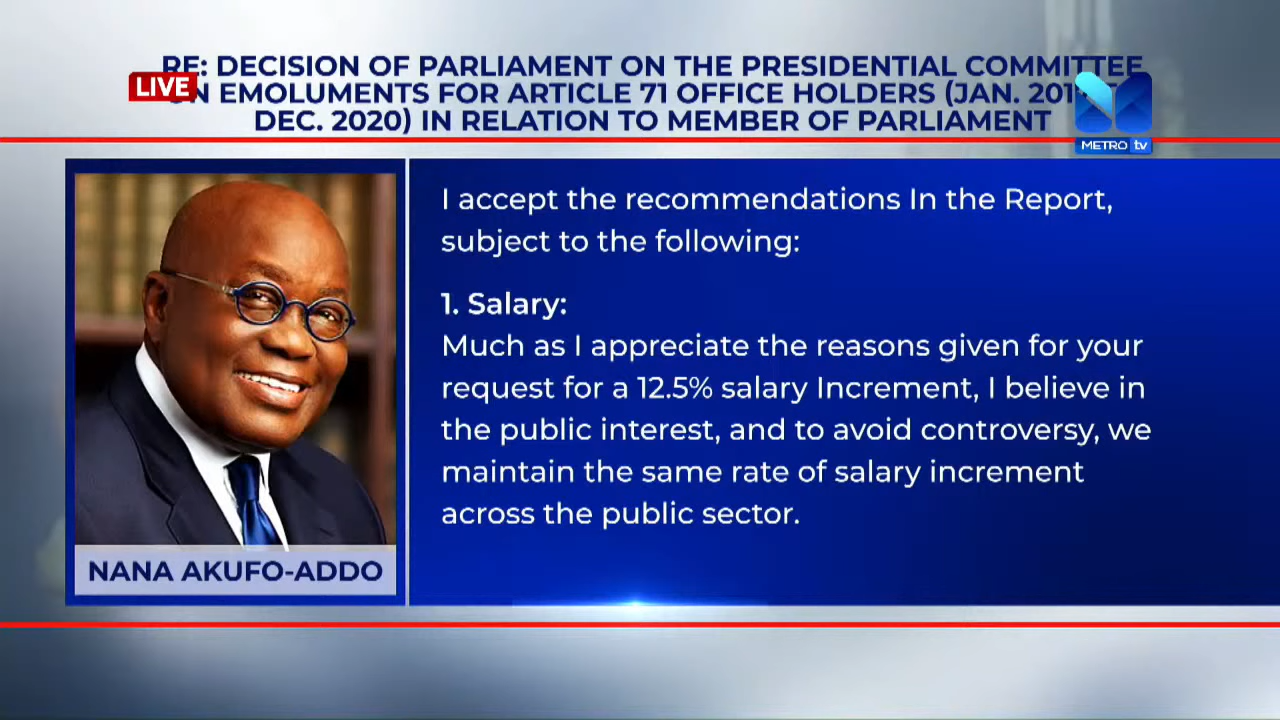 RE: DECISION OF PARLIAMENT ON THE PRESIDENTIAL COMMITTEE
LIVE
EMOLUMENTS FOR ARTICLE 71 OFFICE HOLDERS (JAN.
DEC. 2020) IN RELATION TO MEMBER OF PARLIAMENT
METRO tv
I accept the recommendations In the Report,
subject to the following:
1. Salary:
Much as I appreciate the reasons given for your
request for a 12.5% salary Increment, I believe in
the public interest, and to avoid controversy, we
maintain the same rate of salary increment
across the public sector.
NANA AKUFO-ADDO